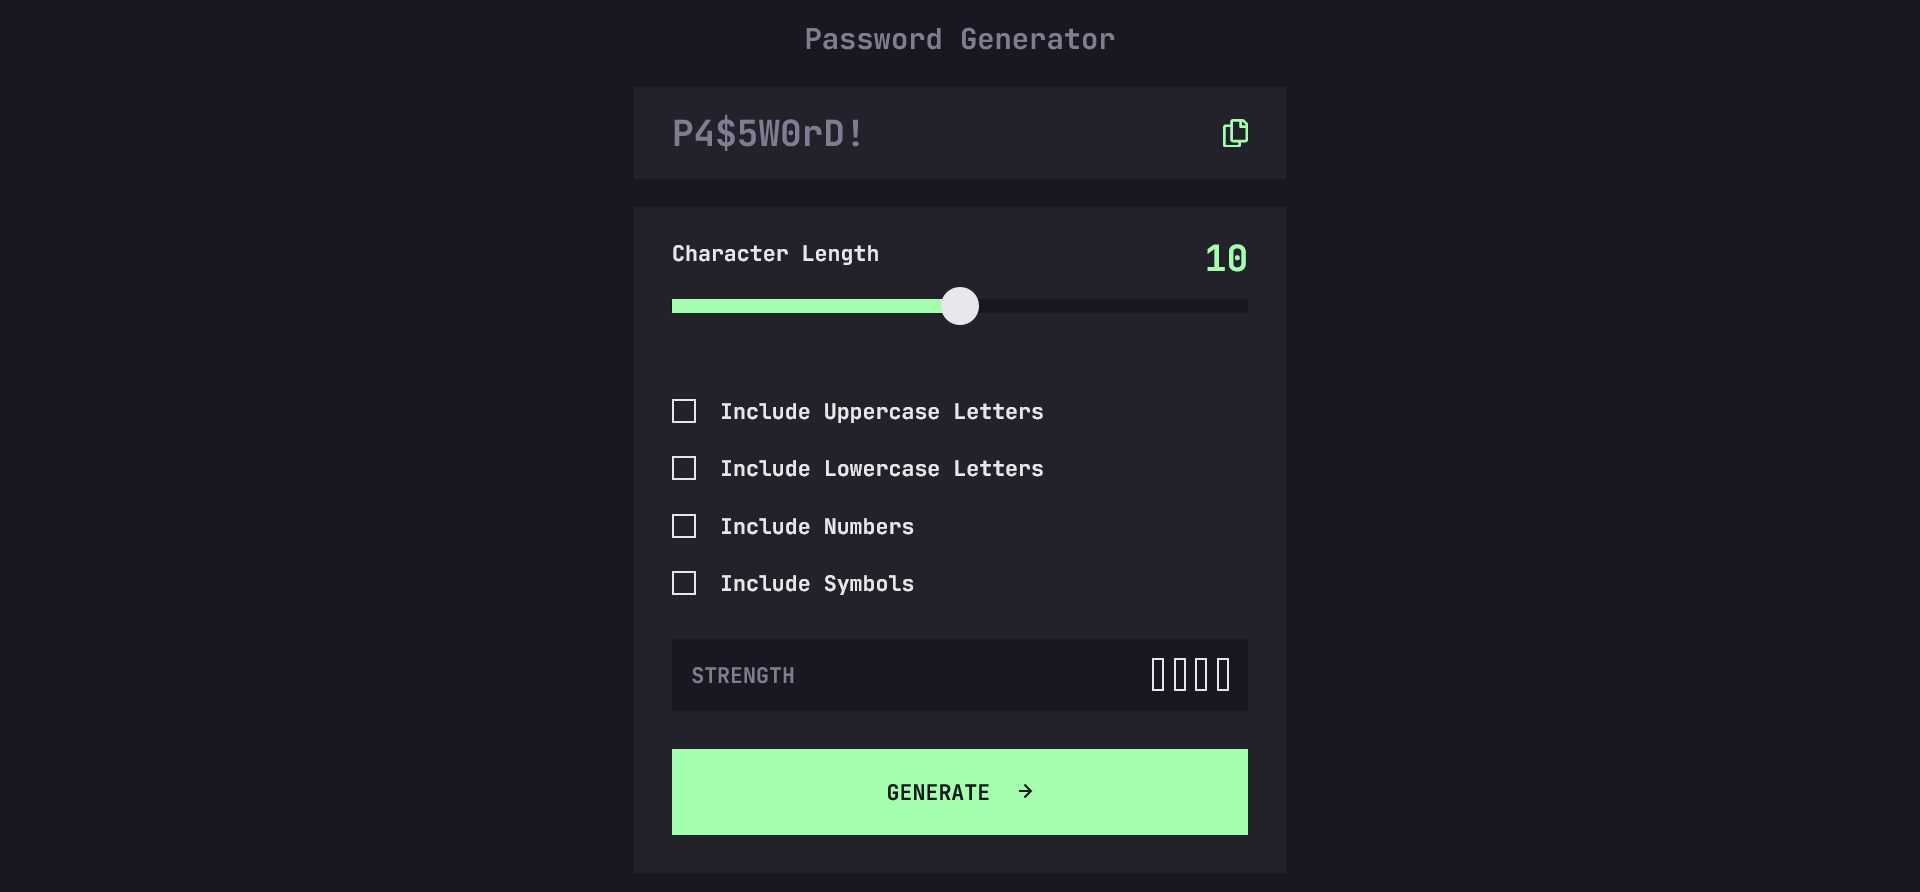 Password Generator
P4$5W0rD!
Character Length
10
Include Uppercase Letters
Include Lowercase Letters
Include Numbers
Include Symbols
STRENGTH
GENERATE →